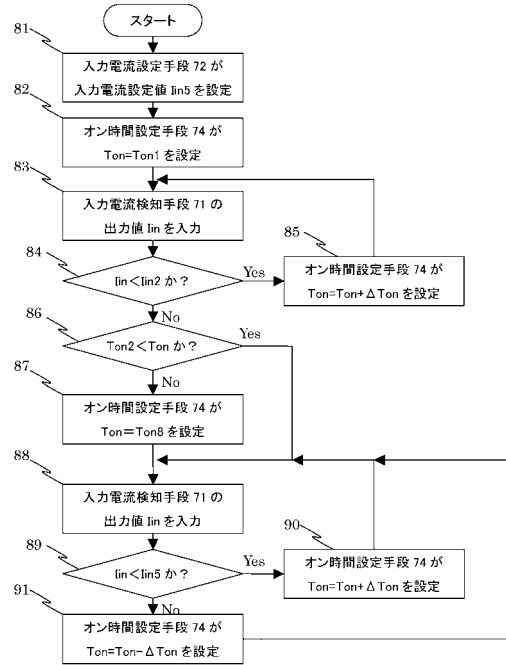 スタート
81
入力電流設定手段 72 が
入力電流設定値 Iin5 を設定
82
オン時間設定手段 74 が
Ton=Ton1 を設定
83
入力電流検知手段 71 の
出力値 Iin を入力
84
Iin<Iin2 か？
Yes
85
オン時間設定手段 74 が
Ton=Ton+ΔTon を設定
No
86
Ton2<Ton か？
Yes
No
87
オン時間設定手段 74 が
Ton=Ton8 を設定
88
入力電流検知手段 71 の
出力値 Iin を入力
89
Iin<Iin5 か？
Yes
90
オン時間設定手段 74 が
Ton=Ton+ΔTon を設定
No
91
オン時間設定手段 74 が
Ton=Ton-ΔTon を設定